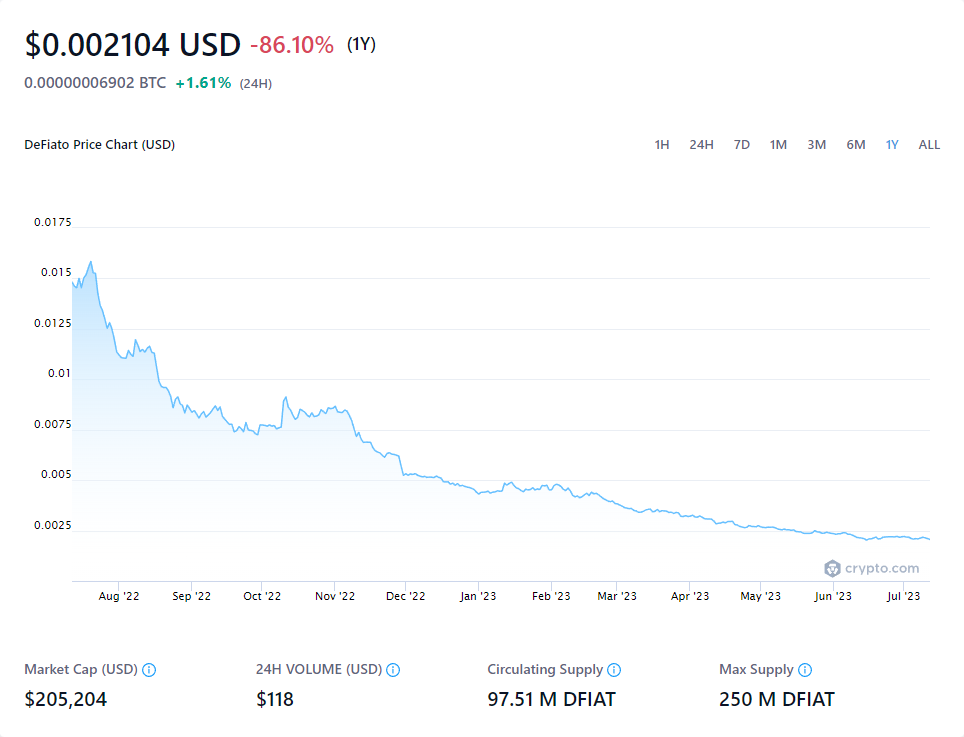 $0.002104 USD -86.10% (1Y)
0.00000006902 BTC +1.61% (24H)
DeFiato Price Chart (USD) 1H 24H 7D 1M 3M 6M 1Y ALL
0.0175
0.015
0.0125
0.01
0.0075
0.005
0.0025
crypto.com
Aug '22 Sep '22 Oct '22 Nov '22 Dec '22 Jan '23 Feb '23 Mar '23 Apr '23 May '23 Jun '23 Jul '23
Market Cap (USD) 24H VOLUME (USD) Circulating Supply Max Supply
$205,204 $118 97.51 M DFIAT 250 M DFIAT